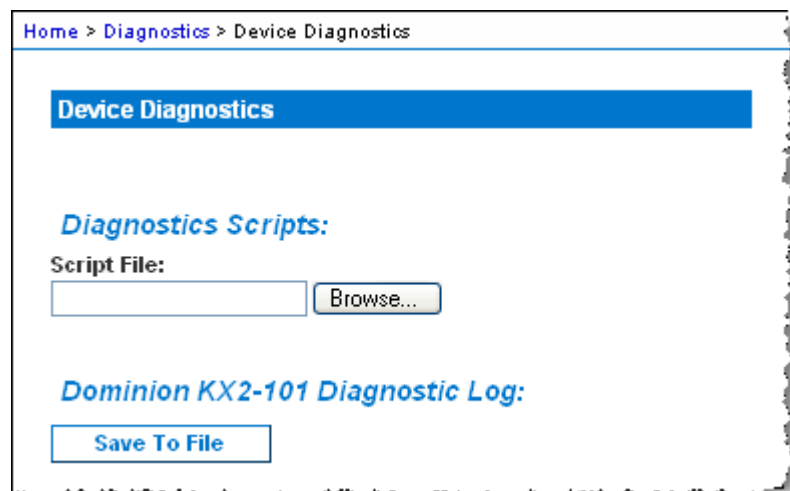 Home > Diagnostics > Device Diagnostics
Device Diagnostics
Diagnostics Scripts:
Script File:
Browse...
Dominion KX2-101 Diagnostic Log:
Save To File